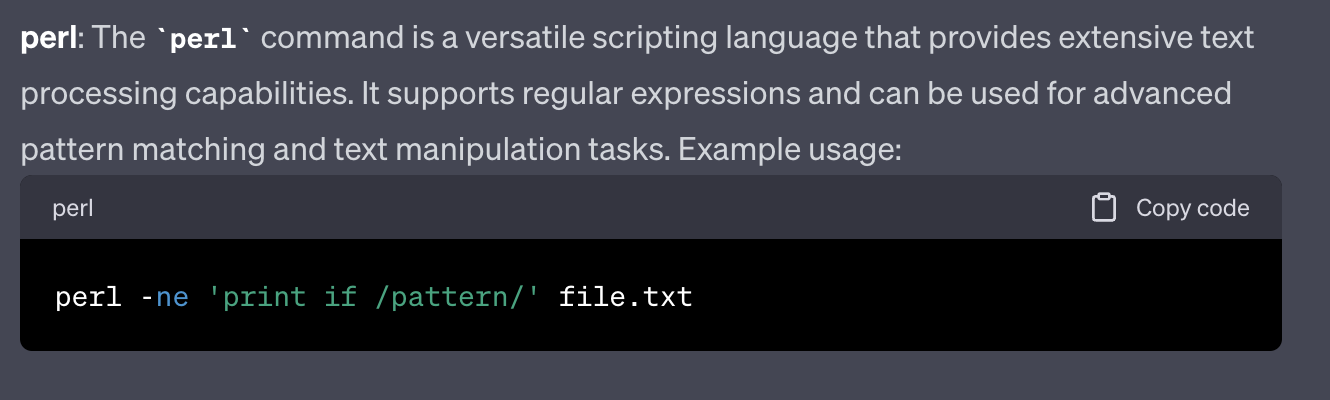 perl: The `perl` command is a versatile scripting language that provides extensive text
processing capabilities. It supports regular expressions and can be used for advanced
pattern matching and text manipulation tasks. Example usage:
perl Copy code
perl -ne 'print if /pattern/' file.txt